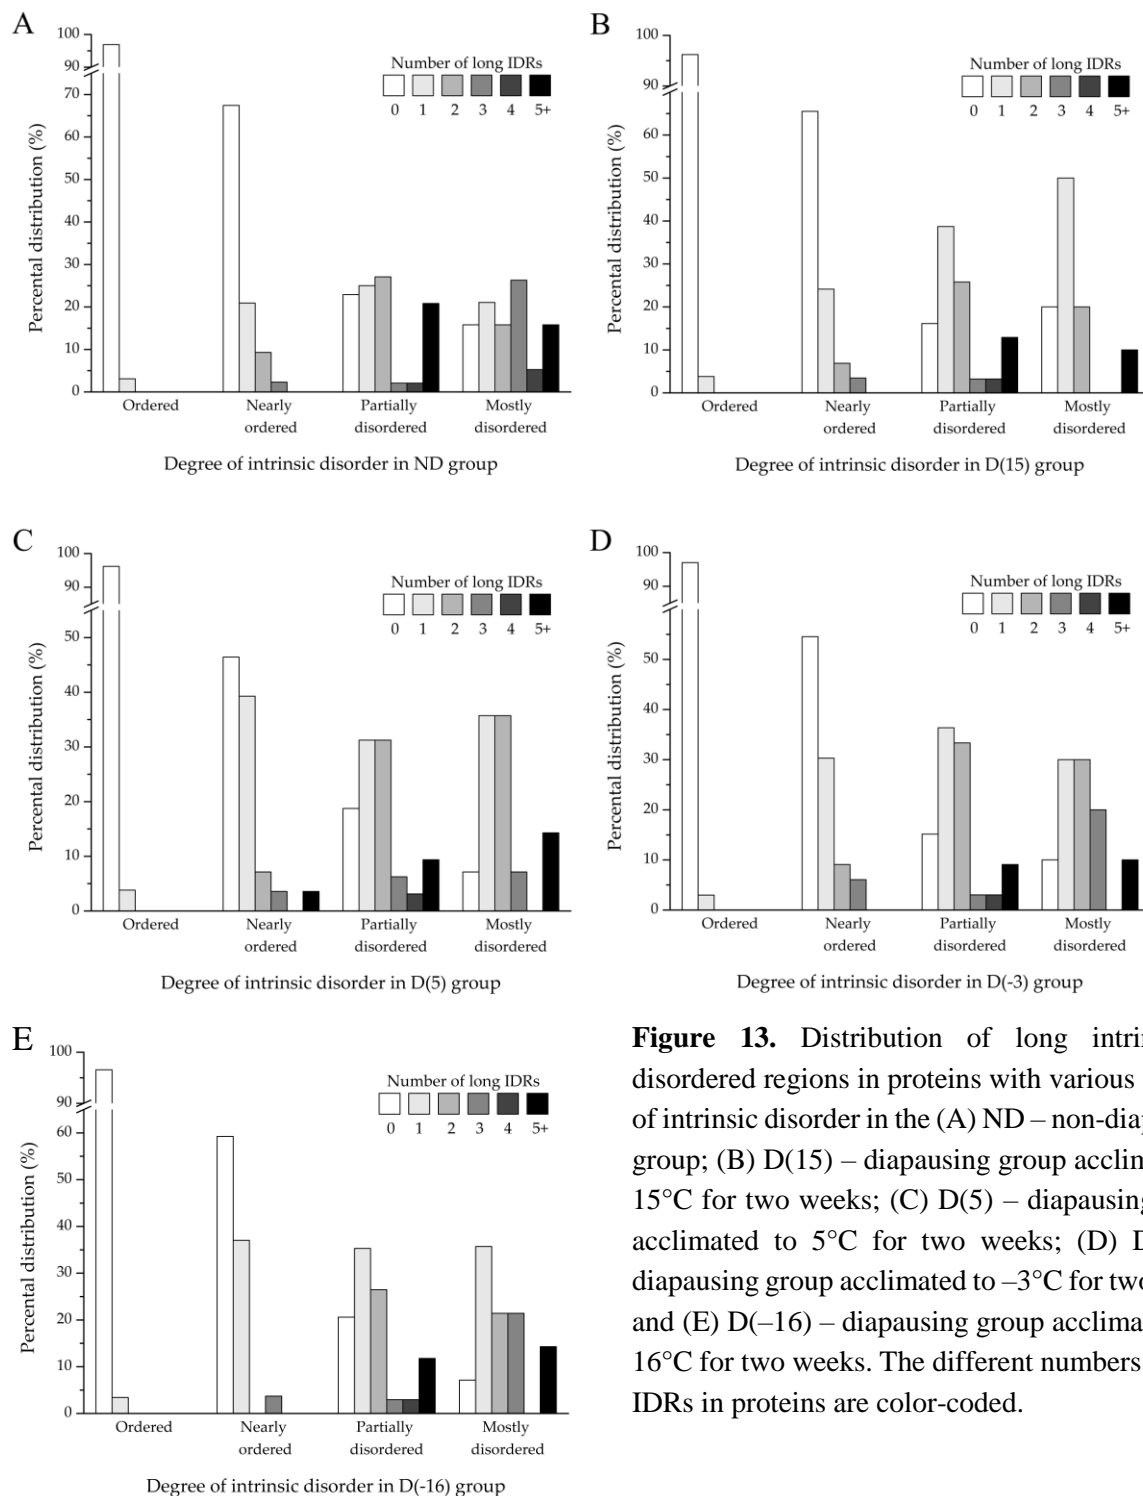 A
100
90
70
60
50
40
30
20
10
0
Percental distribution (%)
Number of long IDRs
0 1 2 3 4 5+
Ordered Nearly ordered Partially disordered Mostly disordered
Degree of intrinsic disorder in ND group
B
100
90
60
50
40
30
20
10
0
Percental distribution (%)
Number of long IDRs
0 1 2 3 4 5+
Ordered Nearly ordered Partially disordered Mostly disordered
Degree of intrinsic disorder in D(15) group
C
100
90
50
40
30
20
10
0
Percental distribution (%)
Number of long IDRs
0 1 2 3 4 5+
Ordered Nearly ordered Partially disordered Mostly disordered
Degree of intrinsic disorder in D(5) group
D
100
90
50
40
30
20
10
0
Percental distribution (%)
Number of long IDRs
0 1 2 3 4 5+
Ordered Nearly ordered Partially disordered Mostly disordered
Degree of intrinsic disorder in D(-3) group
E
100
90
60
50
40
30
20
10
0
Percental distribution (%)
Number of long IDRs
0 1 2 3 4 5+
Ordered Nearly ordered Partially disordered Mostly disordered
Degree of intrinsic disorder in D(-16) group
Figure 13. Distribution of long intrin
disordered regions in proteins with various
of intrinsic disorder in the (A) ND – non-diap
group; (B) D(15) – diapausing group acclim
15°C for two weeks; (C) D(5) – diapausing
acclimated to 5°C for two weeks; (D) D
diapausing group acclimated to –3°C for two
and (E) D(–16) – diapausing group acclima
16°C for two weeks. The different numbers
IDRs in proteins are color-coded.